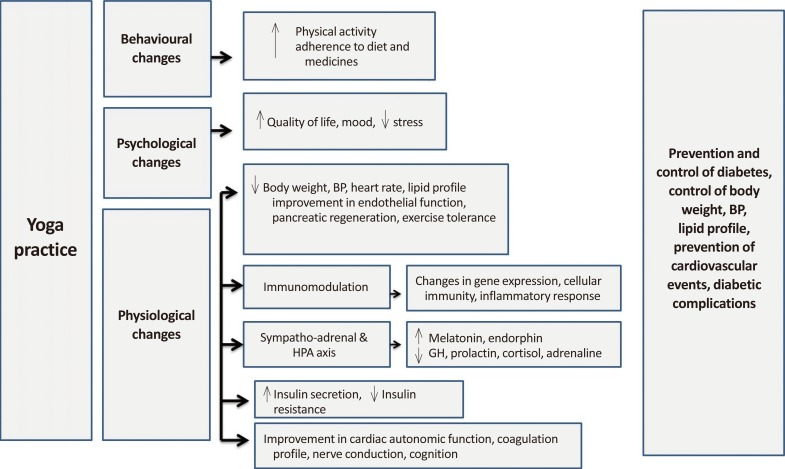 Yoga
practice
Behavioural
changes
↑ Physical activity
adherence to diet and
medicines
Psychological
changes
↑ Quality of life, mood, ↓ stress
Physiological
changes
↓ Body weight, BP, heart rate, lipid profile
improvement in endothelial function,
pancreatic regeneration, exercise tolerance
Immunomodulation
Changes in gene expression, cellular
immunity, inflammatory response
Sympatho-adrenal &
HPA axis
↑ Melatonin, endorphin
↓ GH, prolactin, cortisol, adrenaline
↑ Insulin secretion, ↓ Insulin
resistance
Improvement in cardiac autonomic function, coagulation
profile, nerve conduction, cognition
Prevention and
control of diabetes,
control of body
weight, BP,
lipid profile,
prevention of
cardiovascular
events, diabetic
complications